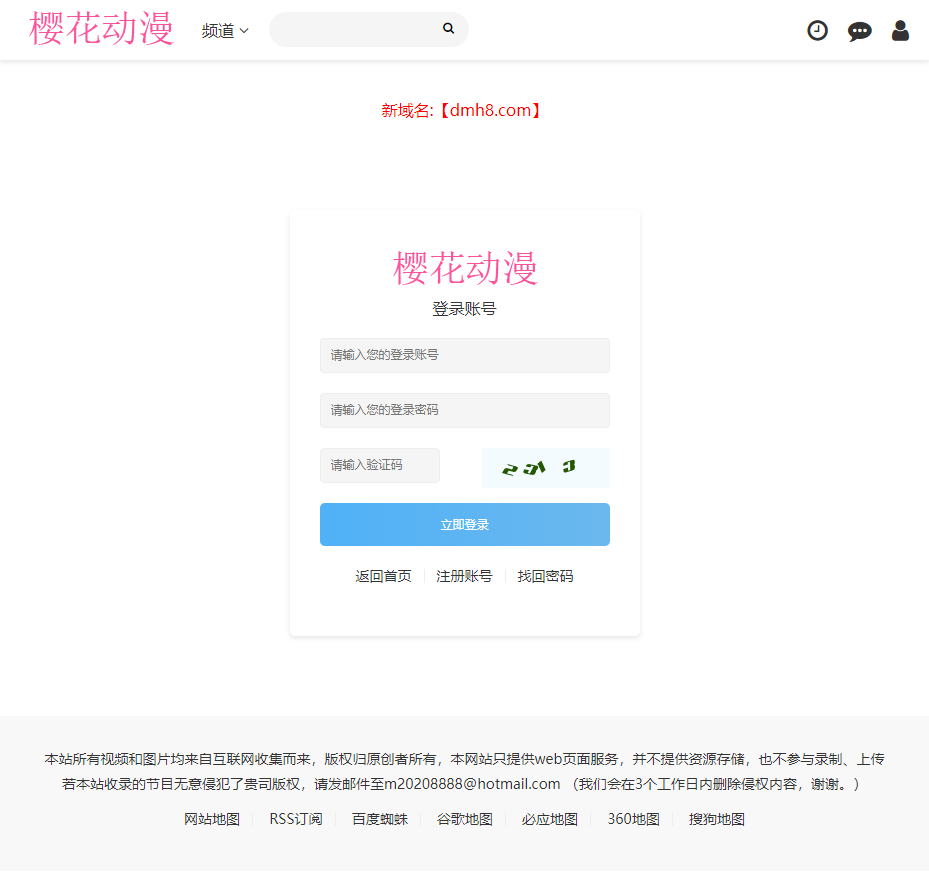 樱花动漫 频道
新域名:【dmh8.com】
樱花动漫
登录账号
请输入您的登录账号
请输入您的登录密码
请输入验证码
立即登录
返回首页 注册账号 找回密码
本站所有视频和图片均来自互联网收集而来，版权归原创者所有，本网站只提供web页面服务，并不提供资源存储，也不参与录制、上传
若本站收录的节目无意侵犯了贵司版权，请发邮件至m20208888@hotmail.com （我们会在3个工作日内删除侵权内容，谢谢。）
网站地图 RSS订阅 百度蜘蛛 谷歌地图 必应地图 360地图 搜狗地图